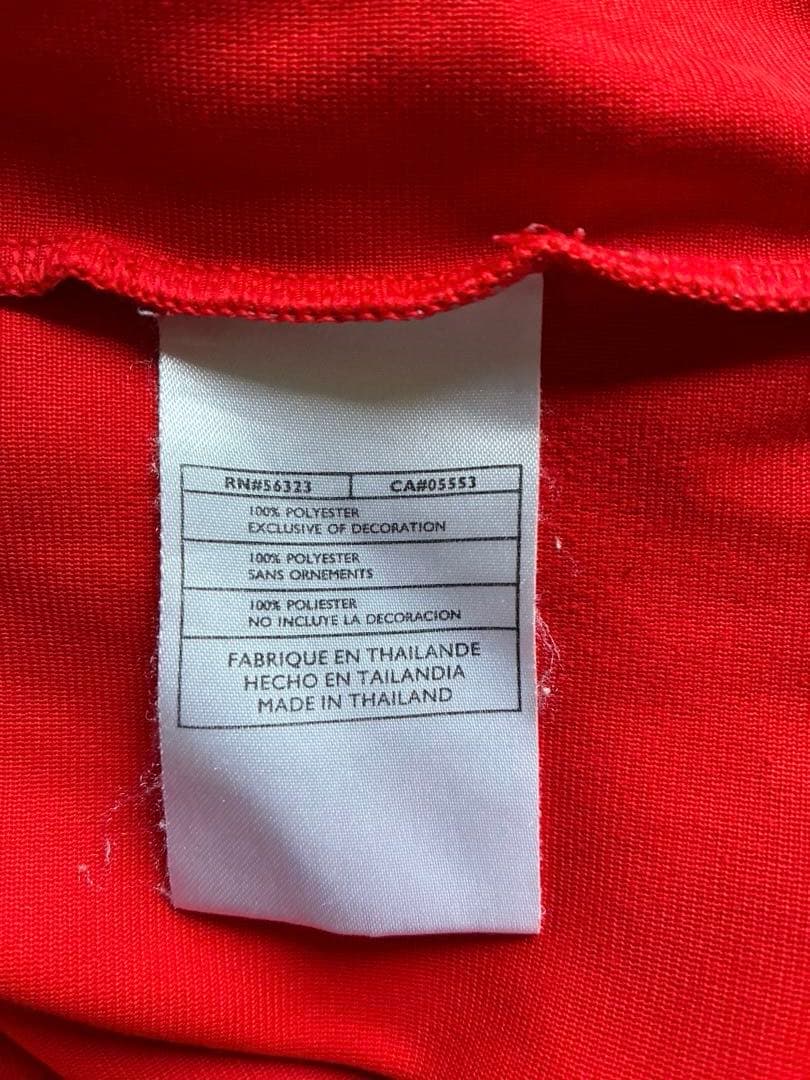 RN#56323 CA#05553
100% POLYESTER
EXCLUSIVE OF DECORATION
100% POLYESTER
SANS ORNEMENTS
100% POLIESTER
NO INCLUYE LA DECORACION
FABRIQUE EN THAILANDE
HECHO EN TAILANDIA
MADE IN THAILAND